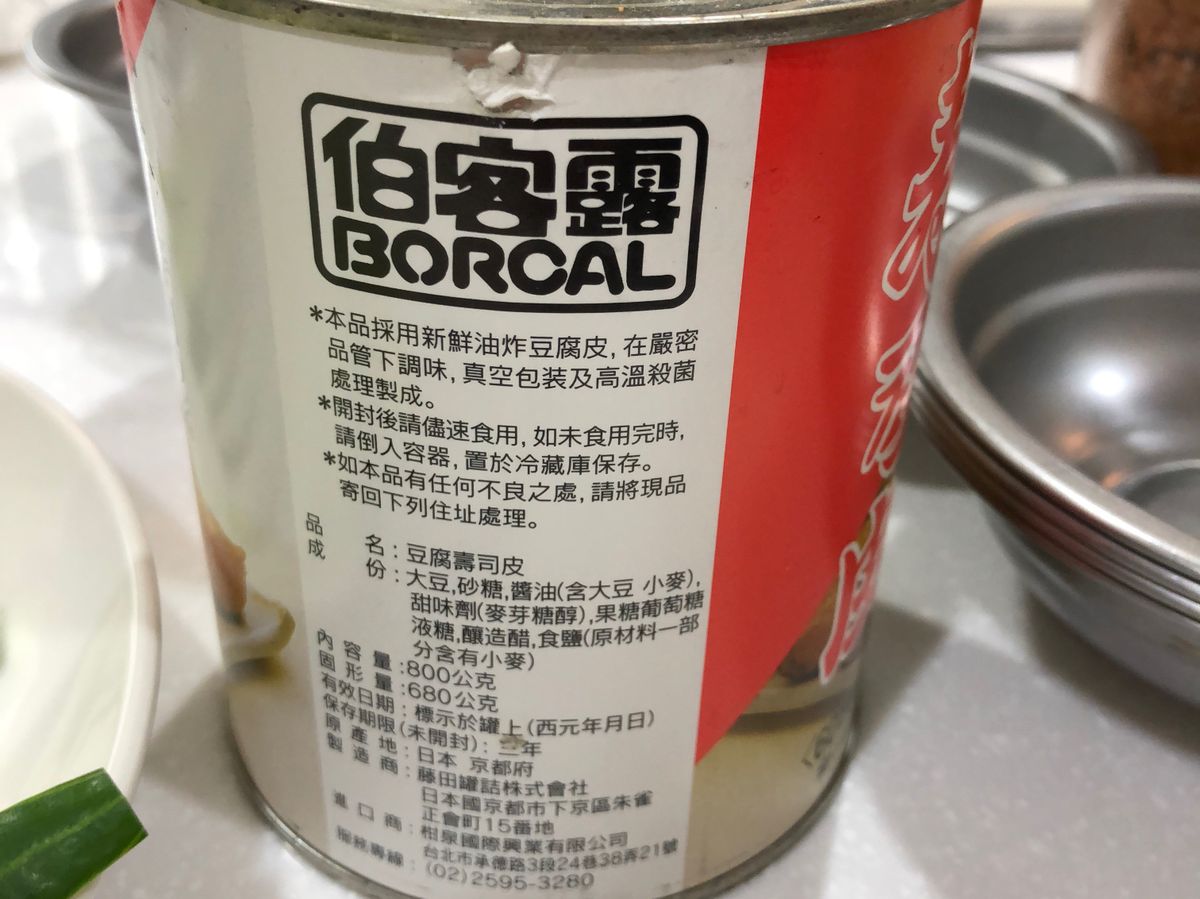 伯客露
BORCAL
*本品採用新鮮油炸豆腐皮,在嚴密
品管下調味,真空包裝及高溫殺菌
處理製成。
*開封後請儘速食用,如未食用完時,
請倒入容器,置於冷藏庫保存。
*如本品有任何不良之處,請將現品
寄回下列住址處理。
品名:豆腐壽司皮
成份:大豆,砂糖,醬油(含大豆 小麥),
甜味劑(麥芽糖醇),果糖葡萄糖
液糖,釀造醋,食鹽(原材料一部
分含有小麥)
內容量:800公克
固形量:680公克
有效日期:標示於罐上(西元年月日)
保存期限(未開封):三年
原產地:日本 京都府
製造商:藤田罐詰株式會社
日本國京都市下京區朱雀
正會町15番地
進口商:柑泉國際興業有限公司
台北市承德路3段24巷38弄21號
(02)2595-3280